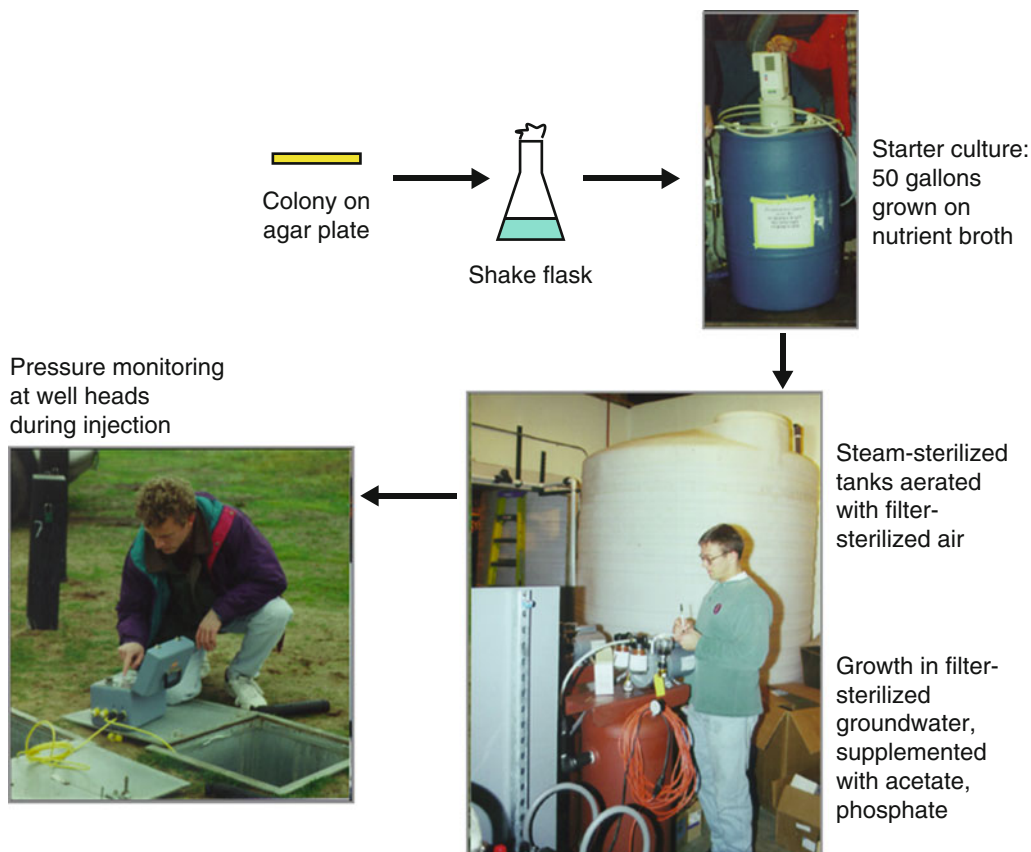 Colony on
agar plate
Shake flask
Starter culture:
50 gallons
grown on
nutrient broth
Steam-sterilized
tanks aerated
with filter-
sterilized air
Growth in filter-
sterilized
groundwater,
supplemented
with acetate,
phosphate
Pressure monitoring
at well heads
during injection